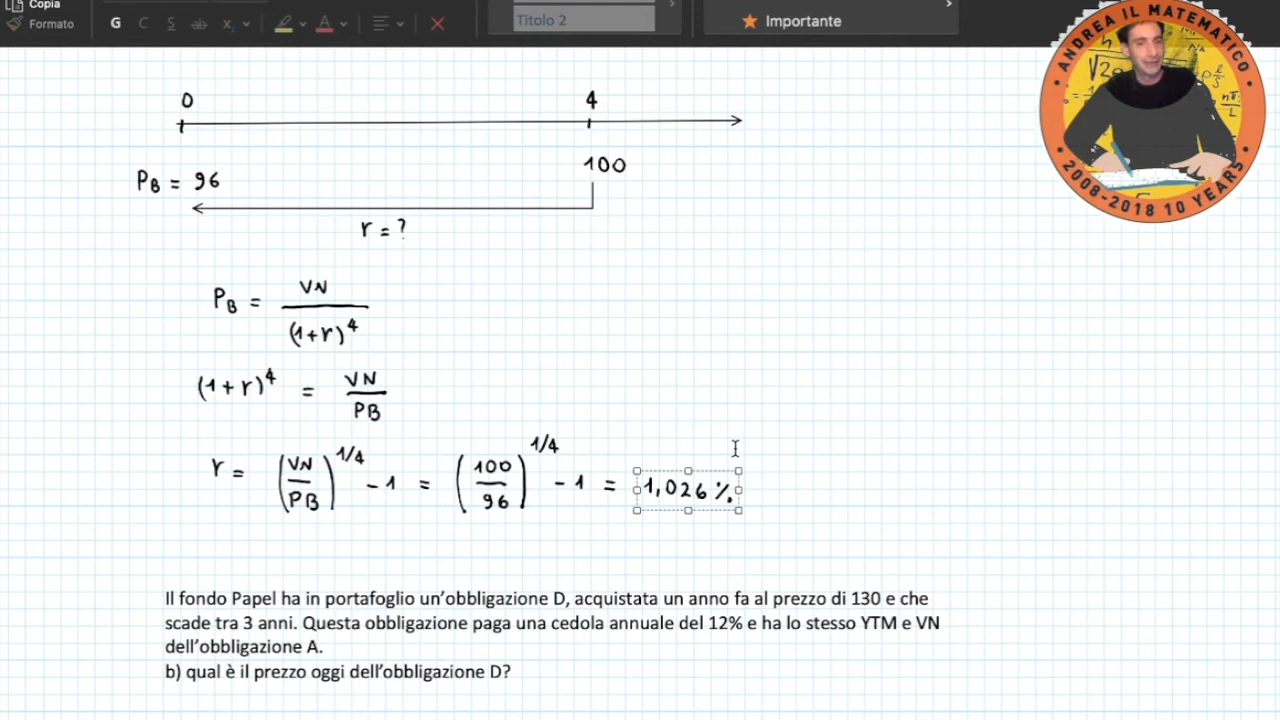 Copia
Formato
G C S ab x
A
Titolo 2
Importante
ANDREA IL MATEMATICO
2008-2018 10 YEARS
0 4
100
PB = 96
r = ?
PB = VN / (1+r)^4
(1+r)^4 = VN / PB
r = (VN / PB)^1/4 - 1 = (100 / 96)^1/4 - 1 = 1,026 %
Il fondo Papel ha in portafoglio un'obbligazione D, acquistata un anno fa al prezzo di 130 e che
scade tra 3 anni. Questa obbligazione paga una cedola annuale del 12% e ha lo stesso YTM e VN
dell'obbligazione A.
b) qual è il prezzo oggi dell'obbligazione D?